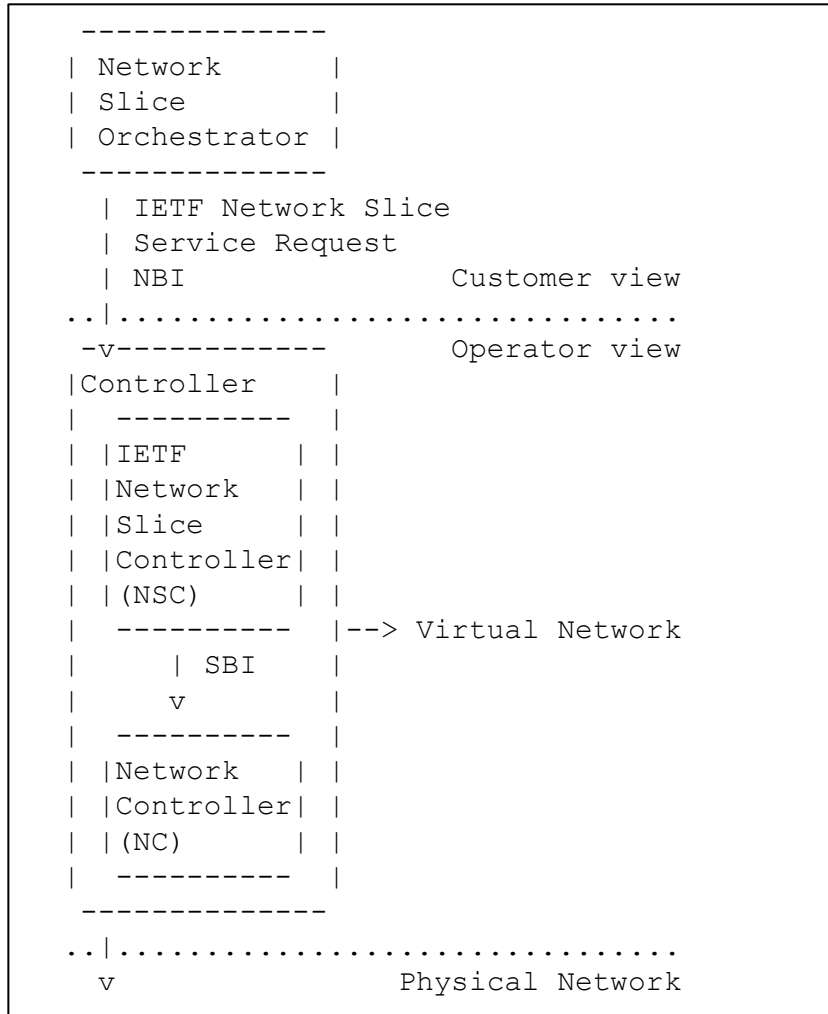 --------------
| Network      |
| Slice        |
| Orchestrator |
 --------------
  | IETF Network Slice
  | Service Request
  | NBI               Customer view
..|.................................
 -v------------       Operator view
|Controller    |
|  ----------  |
| |IETF      | |
| |Network   | |
| |Slice     | |
| |Controller| |
| |(NSC)     | |
|  ----------  |--> Virtual Network
|     | SBI    |
|     v        |
|  ----------  |
| |Network   | |
| |Controller| |
| |(NC)      | |
|  ----------  |
 --------------
..|.................................
  v                Physical Network